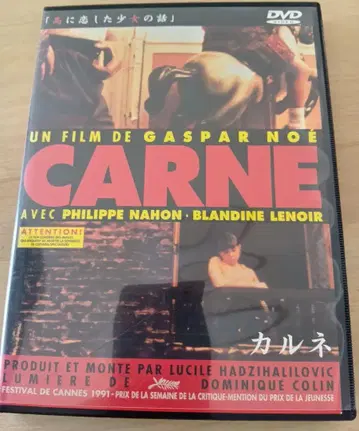 「馬に恋した少女の話」
DVD
UN FILM DE GASPAR NOÉ
CARNE
AVEC PHILIPPE NAHON · BLANDINE LENOIR
ATTENTION!
カルネ
PRODUIT ET MONTE PAR LUCILE HADZIHALILOVIC
LUMIERE DE DOMINIQUE COLIN
FESTIVAL DE CANNES 1991 · PRIX DE LA SEMAINE DE LA CRITIQUE-MENTION DU PRIX DE LA JEUNESSE